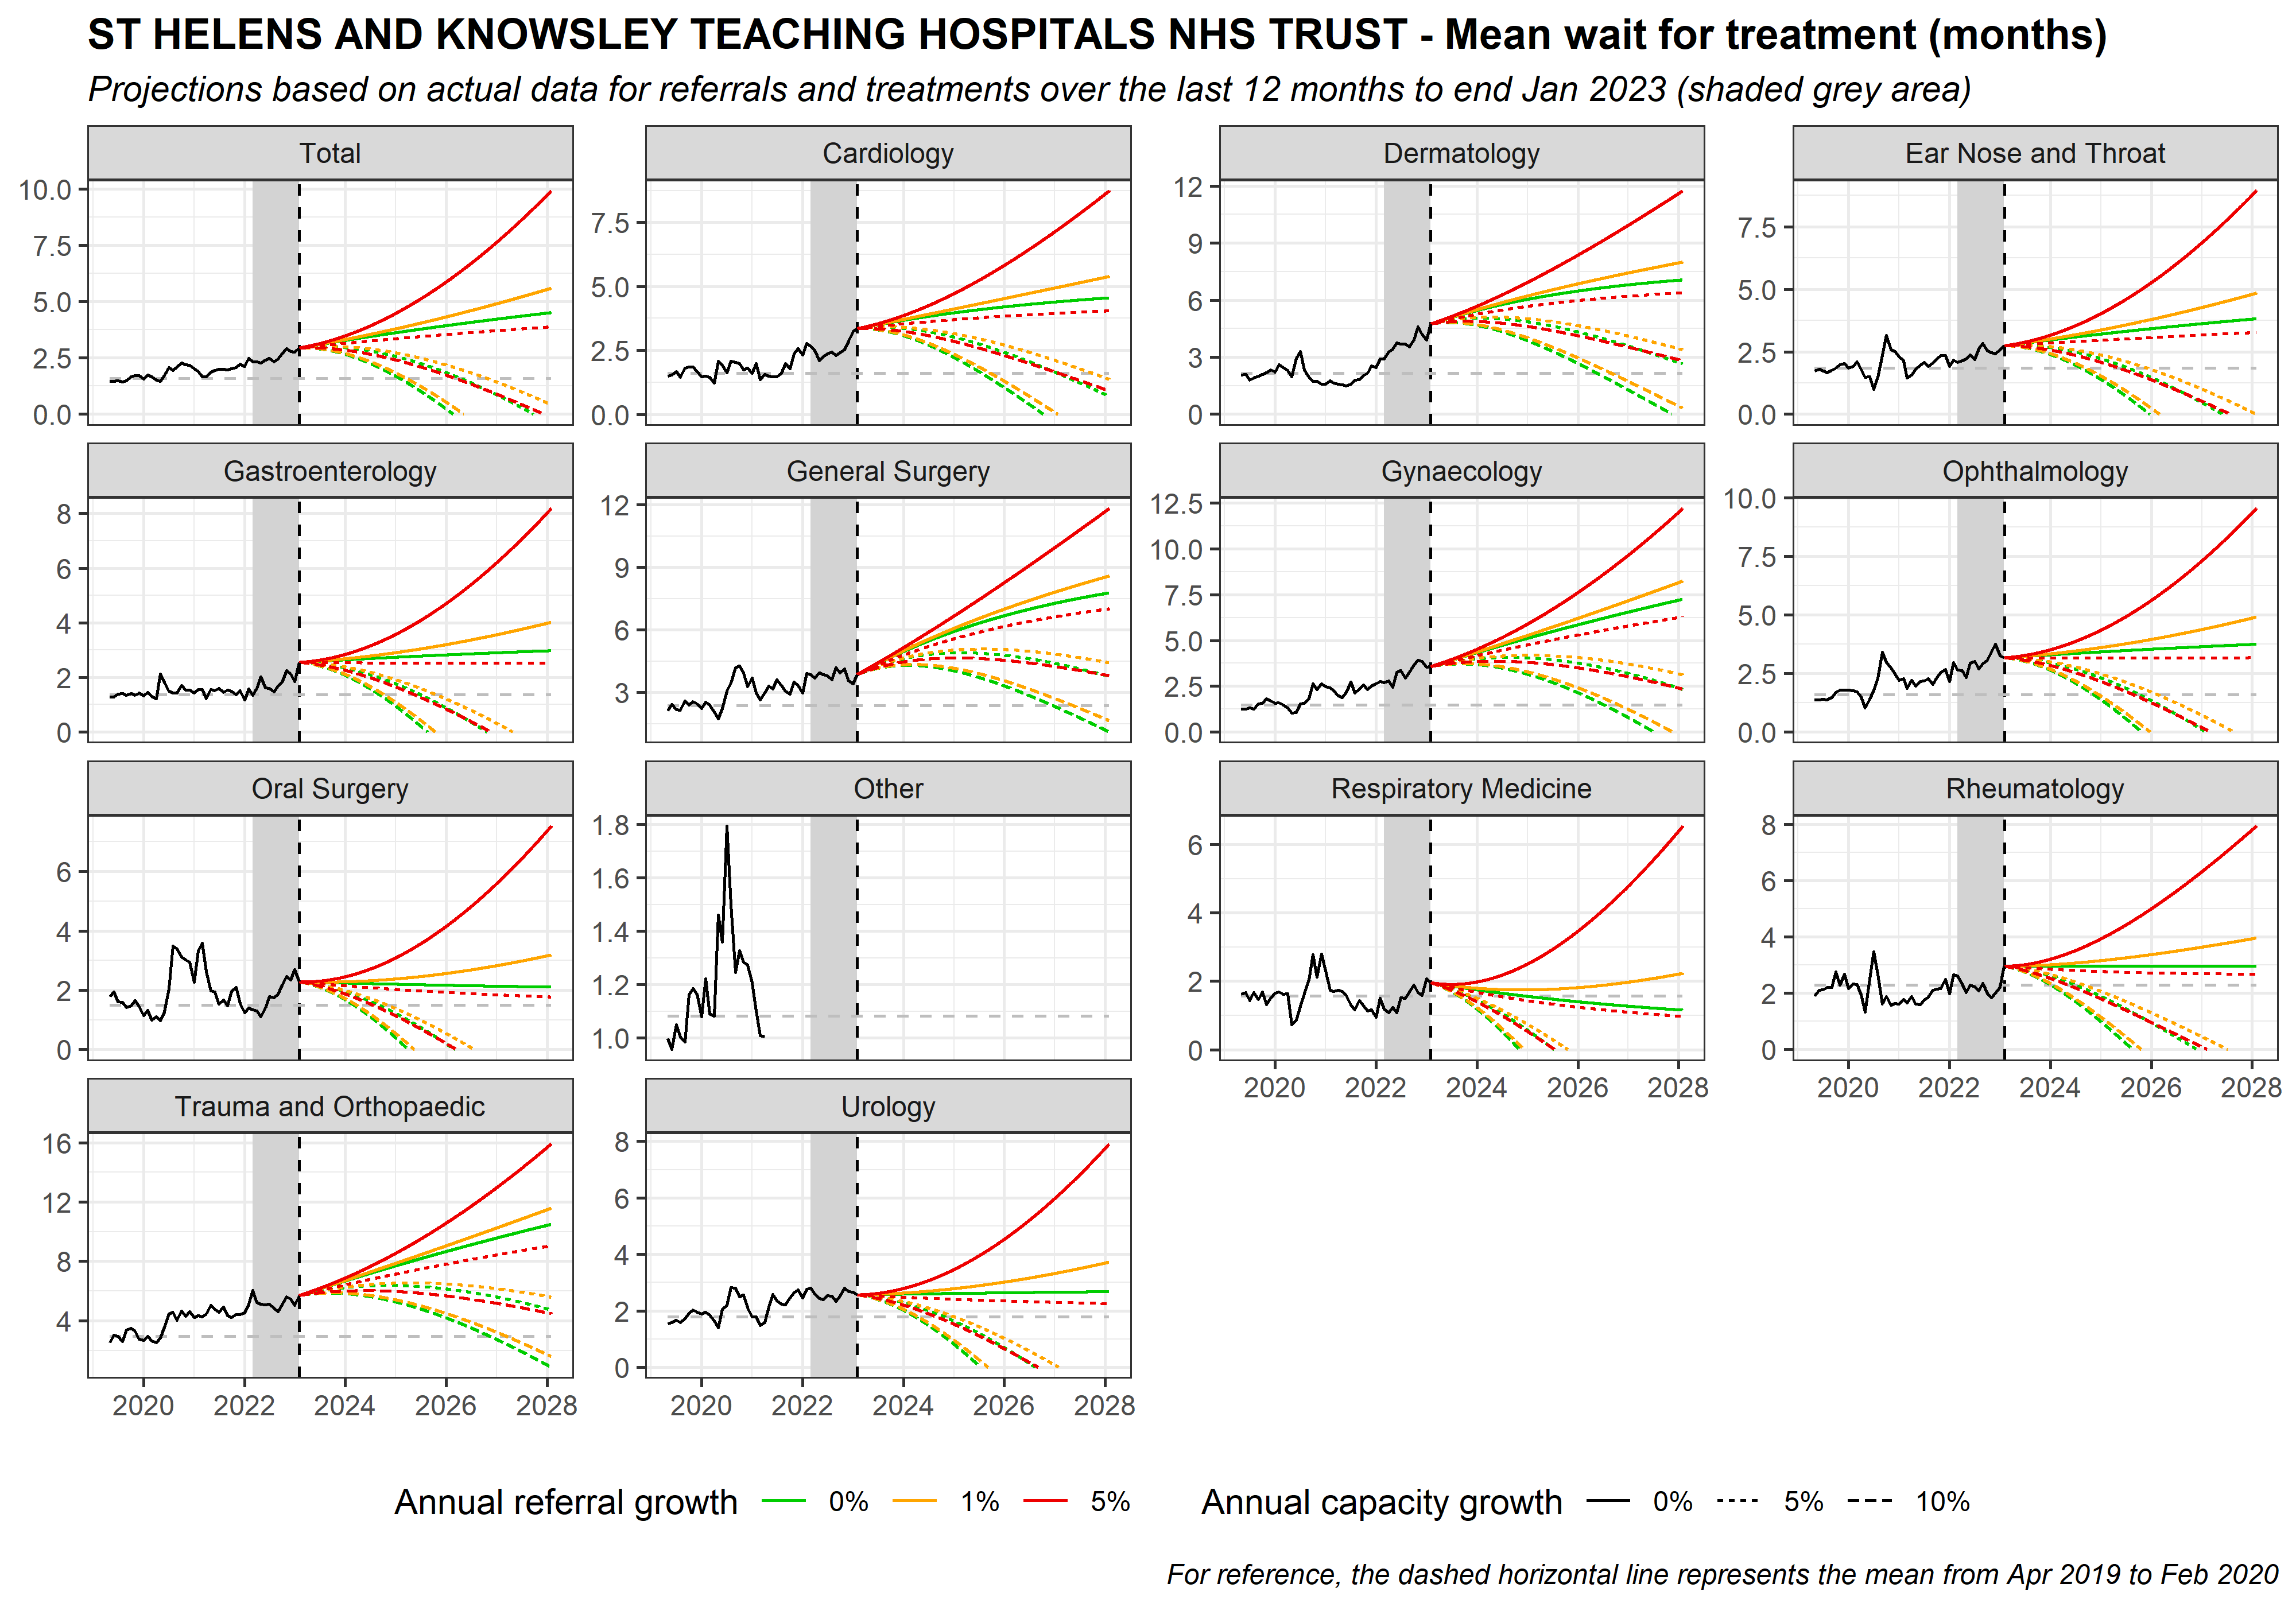 ST HELENS AND KNOWSLEY TEACHING HOSPITALS NHS TRUST - Mean wait for treatment (months)
Projections based on actual data for referrals and treatments over the last 12 months to end Jan 2023 (shaded grey area)
Total
Cardiology
Dermatology
Ear Nose and Throat
10.0
7.5
5.0
2.5
0.0
7.5
5.0
2.5
0.0
12
9
6
3
0
7.5
5.0
2.5
0.0
Gastroenterology
General Surgery
Gynaecology
Ophthalmology
8
6
4
2
0
12
9
6
3
12.5
10.0
7.5
5.0
2.5
0.0
10.0
7.5
5.0
2.5
0.0
Oral Surgery
Other
Respiratory Medicine
Rheumatology
6
4
2
0
1.8
1.6
1.4
1.2
1.0
6
4
2
0
8
6
4
2
0
2020 2022 2024 2026 2028
2020 2022 2024 2026 2028
Trauma and Orthopaedic
Urology
16
12
8
4
8
6
4
2
0
2020 2022 2024 2026 2028
2020 2022 2024 2026 2028
Annual referral growth 0% 1% 5%
Annual capacity growth 0% 5% 10%
For reference, the dashed horizontal line represents the mean from Apr 2019 to Feb 2020